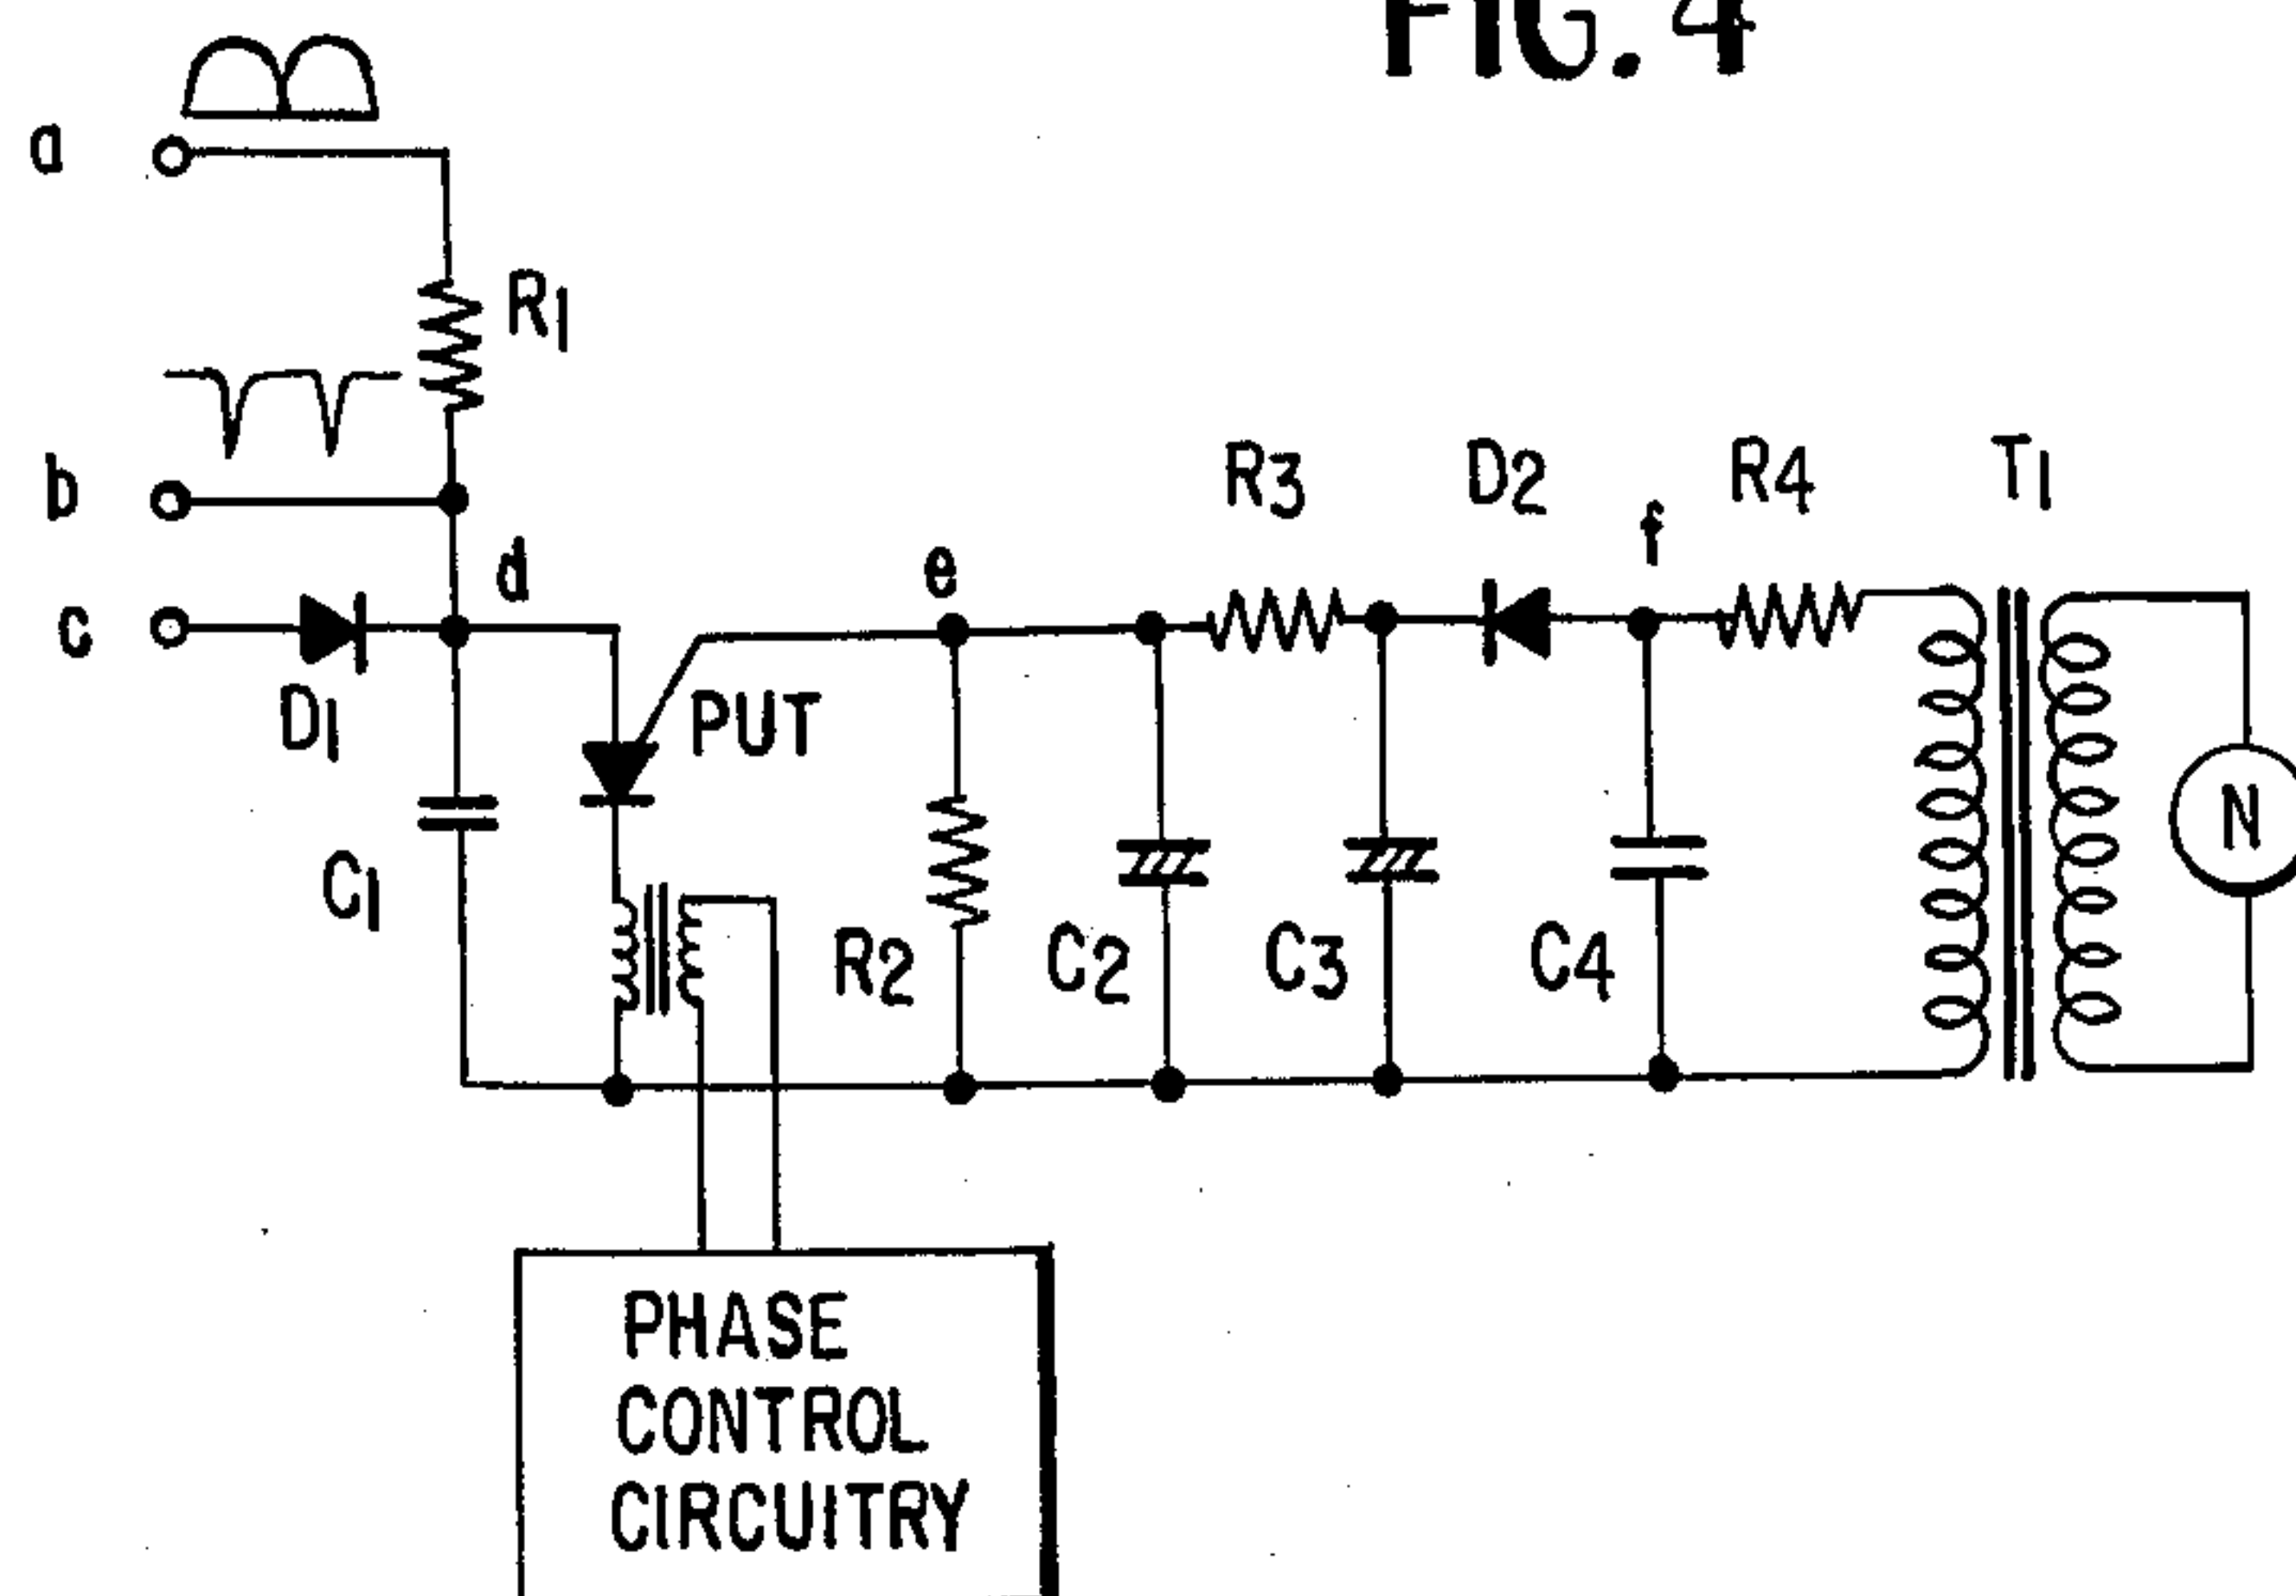 FIG. 4
a
R1
b
R3
D2
R4
T1
f
d
e
c
D1
PUT
N
C1
R2
C2
C3
C4
PHASE
CONTROL
CIRCUITRY